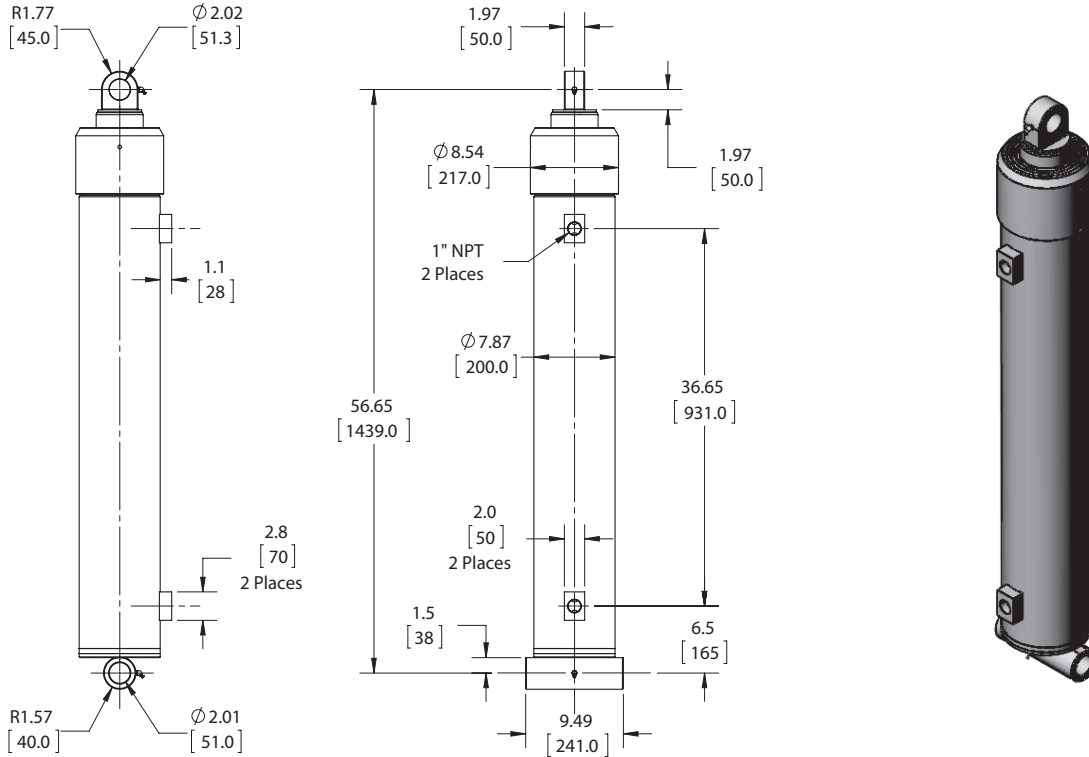 R1.77
[45.0]
Ø 2.02
[51.3]
1.97
[50.0]
Ø 8.54
[217.0]
1.97
[50.0]
1" NPT
2 Places
1.1
[28]
Ø 7.87
[200.0]
56.65
[1439.0]
36.65
[931.0]
2.8
[70]
2 Places
2.0
[50]
2 Places
1.5
[38]
6.5
[165]
R1.57
[40.0]
Ø 2.01
[51.0]
9.49
[241.0]